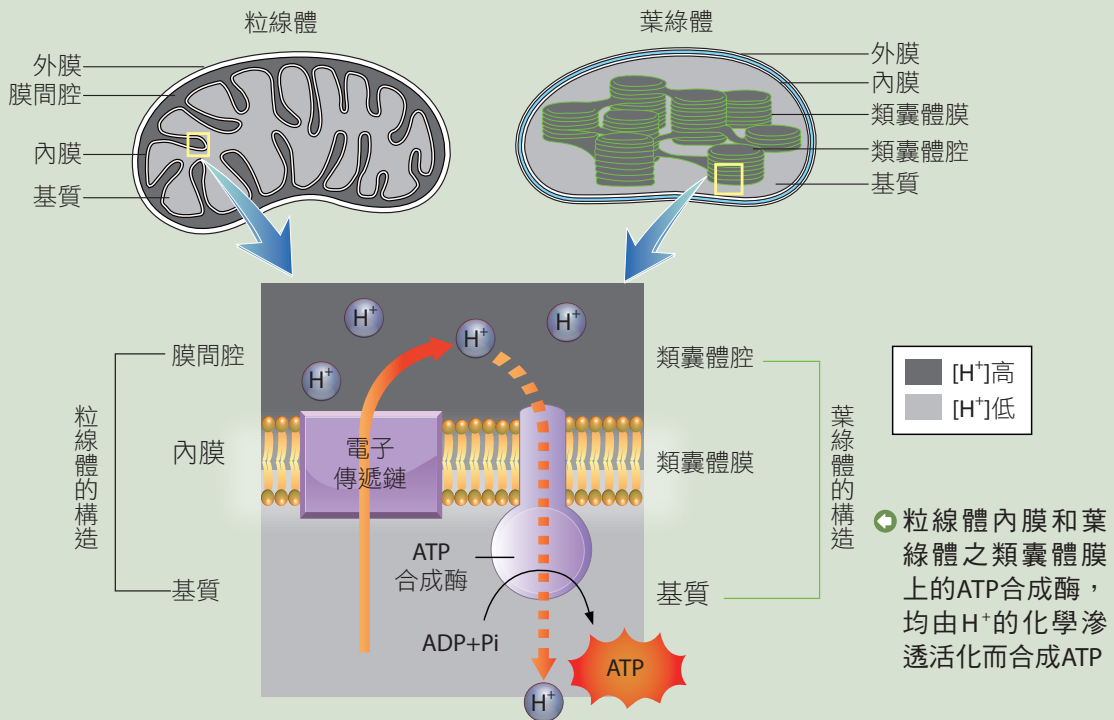 粒線體
外膜
膜間腔
內膜
基質
葉綠體
外膜
內膜
類囊體膜
類囊體腔
基質
H+
H+
H+
H+
膜間腔
內膜
基質
粒線體的構造
電子
傳遞鏈
ATP
合成酶
ADP+Pi
ATP
H+
類囊體腔
類囊體膜
基質
葉綠體的構造
[H+]高
[H+]低
粒線體內膜和葉
綠體之類囊體膜
上的ATP合成酶，
均由H+的化學滲
透活化而合成ATP